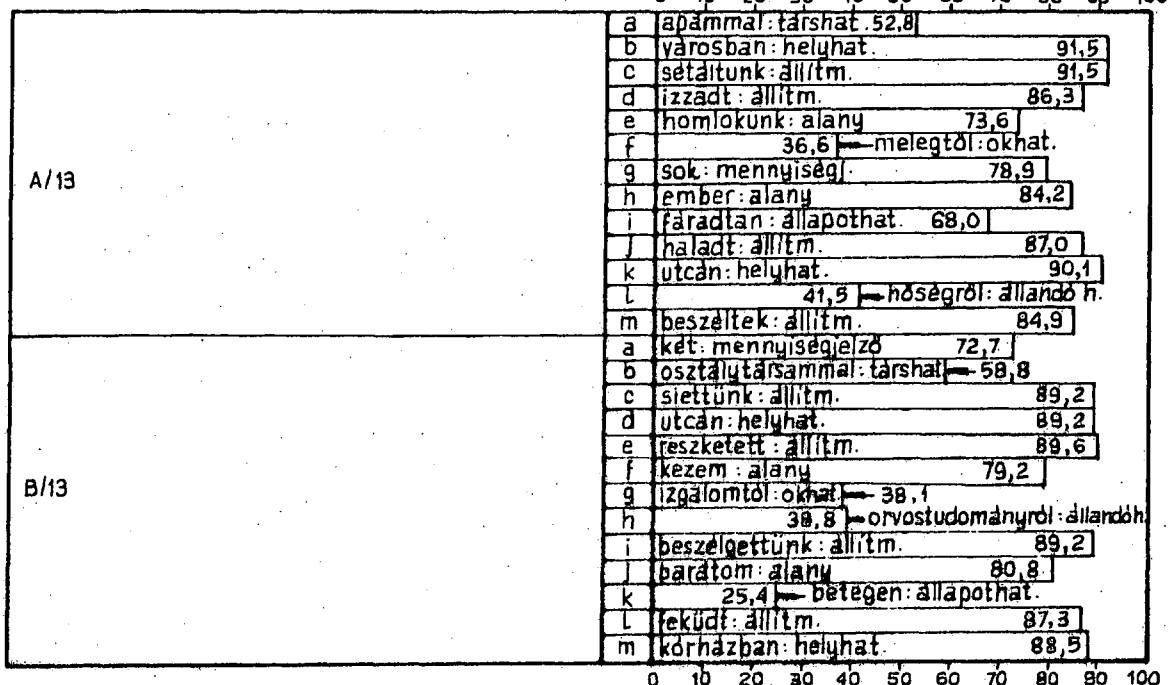 a apámmal: társhat. 52,8
b városban: helyhat. 91,5
c sétáltunk: állítm. 91,5
d izzadt: állítm. 86,3
e homlokunk: alany 73,6
f 36,6 melegtől: okhat.
A/13
g sok: mennyiségj. 78,9
h ember: alany 84,2
i fáradtan: állapothat. 68,0
j haladt: állítm. 87,0
k utcán: helyhat. 90,1
l 41,5 hőségről: állandó h.
m beszéltek: állítm. 84,9
a két: mennyiségjelző 72,7
b osztálytársammal: társhat. 58,8
c siettünk: állítm. 89,2
d utcán: helyhat. 89,2
e reszketett: állítm. 89,6
f kezem: alany 79,2
B/13
g izgalomtól: okhat. 38,1
h 38,8 orvostudományról: állandóh.
i beszélgettünk: állítm. 89,2
j barátom: alany 80,8
k 25,4 betegen: állapothat.
l feküdt: állítm. 87,3
m kórházban: helyhat. 88,5
0 10 20 30 40 50 60 70 80 90 100